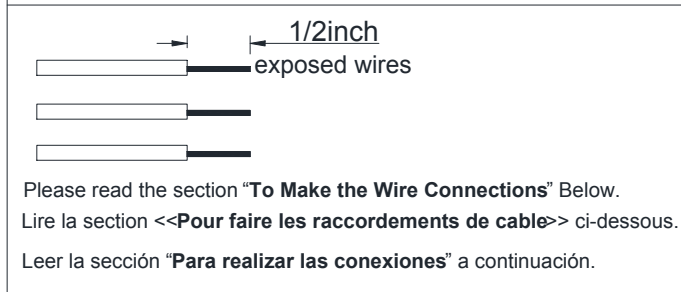 1/2inch
exposed wires
Please read the section “To Make the Wire Connections” Below.
Lire la section <<Pour faire les raccordements de cable>> ci-dessous.
Leer la sección “Para realizar las conexiones” a continuación.